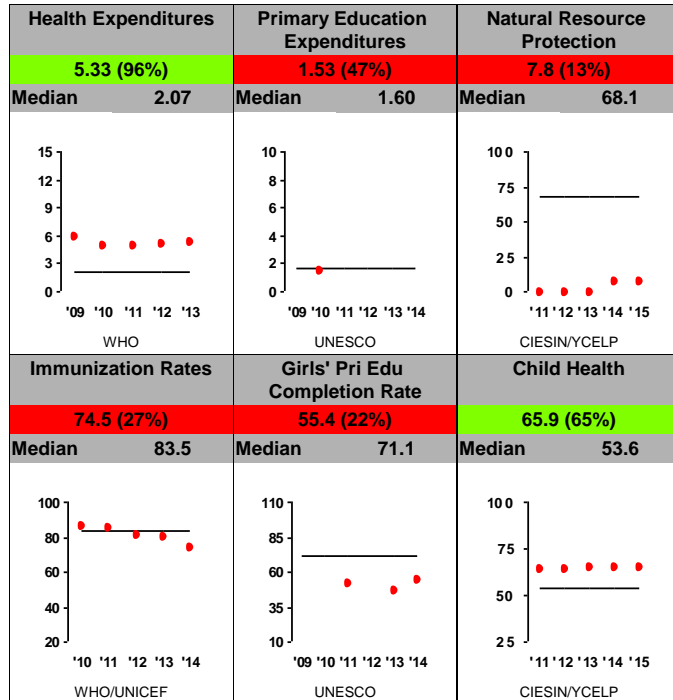 Health Expenditures
5.33 (96%)
Median 2.07
15
12
9
6
3
0
'09 '10 '11 '12 '13
WHO
Primary Education
Expenditures
1.53 (47%)
Median 1.60
10
8
6
4
2
0
'09 '10 '11 '12 '13 '14
UNESCO
Natural Resource
Protection
7.8 (13%)
Median 68.1
100
75
50
25
0
'11 '12 '13 '14 '15
CIESIN/YCELP
Immunization Rates
74.5 (27%)
Median 83.5
100
80
60
40
20
'10 '11 '12 '13 '14
WHO/UNICEF
Girls' Pri Edu
Completion Rate
55.4 (22%)
Median 71.1
110
85
60
35
10
'09 '10 '11 '12 '13 '14
UNESCO
Child Health
65.9 (65%)
Median 53.6
100
75
50
25
'11 '12 '13 '14 '15
CIESIN/YCELP